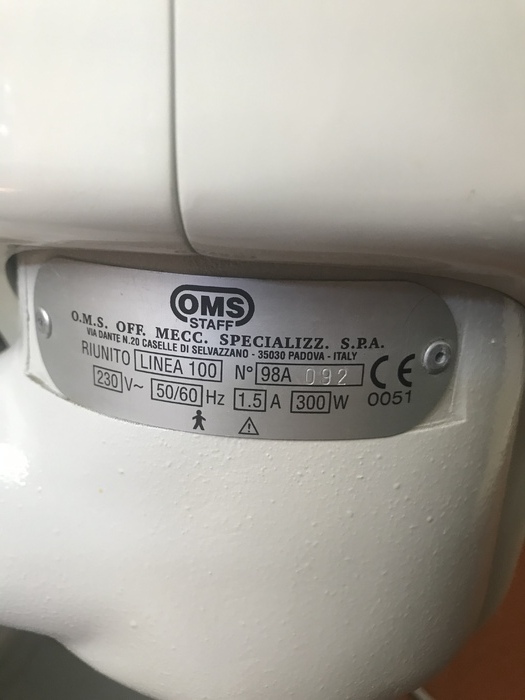 OMS
STAFF
O.M.S. OFF. MECC. SPECIALIZZ. S.P.A.
VIA DANTE N.20 CASELLE DI SELVAZZANO - 35030 PADOVA - ITALY
RIUNITO LINEA 100 N° 98A 092 CE
230 V~ 50/60 Hz 1.5 A 300 W 0051